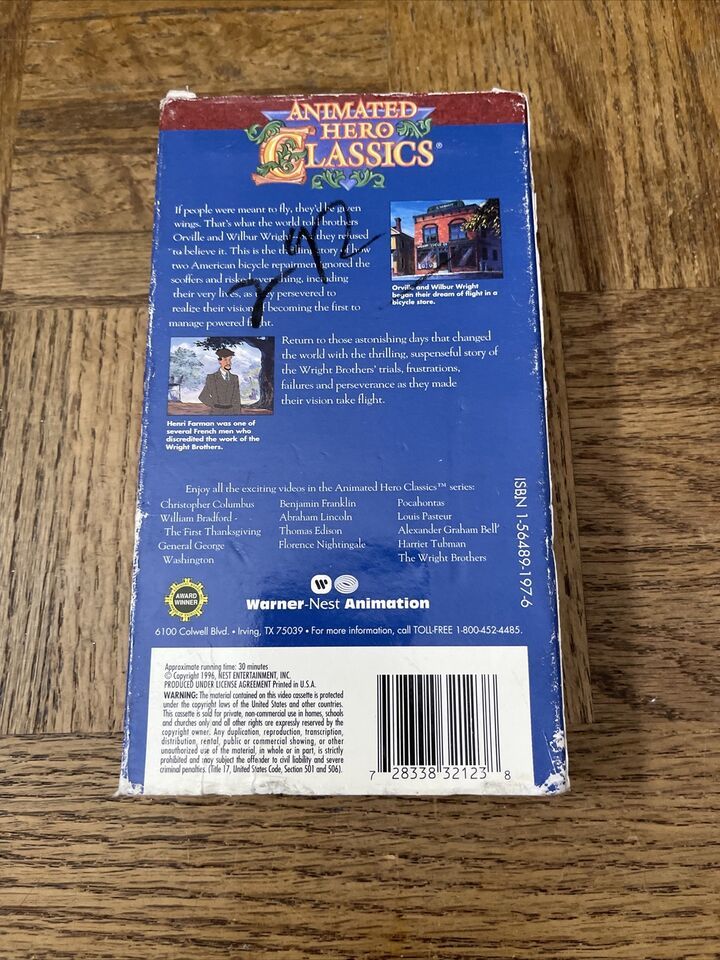 ANIMATED
HERO
CLASSICS®
If people were meant to fly, they'd be given
wings. That's what the world told brothers
Orville and Wilbur Wright they refused
to believe it. This is the thrilling story of how
two American bicycle repairmen ignored the
scoffers and risked everything, including
their very lives, as they persevered to
realize their vision of becoming the first to
manage powered flight.
Orville and Wilbur Wright
began their dream of flight in a
bicycle store.
Return to those astonishing days that changed
the world with the thrilling, suspenseful story of
the Wright Brothers' trials, frustrations,
failures and perseverance as they made
their vision take flight.
Henri Farman was one of
several French men who
discredited the work of the
Wright Brothers.
Enjoy all the exciting videos in the Animated Hero Classics™ series:
Christopher Columbus
William Bradford -
The First Thanksgiving
General George
Washington
Benjamin Franklin
Abraham Lincoln
Thomas Edison
Florence Nightingale
Pocahontas
Louis Pasteur
Alexander Graham Bell
Harriet Tubman
The Wright Brothers
ISBN 1-56489-197-6
AWARD
WINNER
Warner-Nest Animation
6100 Colwell Blvd. • Irving, TX 75039 • For more information, call TOLL-FREE 1-800-452-4485.
Approximate running time: 30 minutes
© Copyright 1996, NEST ENTERTAINMENT, INC.
PRODUCED UNDER LICENSE AGREEMENT Printed in U.S.A.
WARNING: The material contained on this video cassette is protected
under the copyright laws of the United States and other countries.
This cassette is sold for private, non-commercial use in homes, schools
and churches only and all other rights are expressly reserved by the
copyright owner. Any duplication, reproduction, transcription,
distribution, rental, public or commercial showing, or other
unauthorized use of the material, in whole or in part, is strictly
prohibited and may subject the offender to civil liability and severe
criminal penalties. (Title 17, United States Code, Section 501 and 506).
7 28338 32123 8